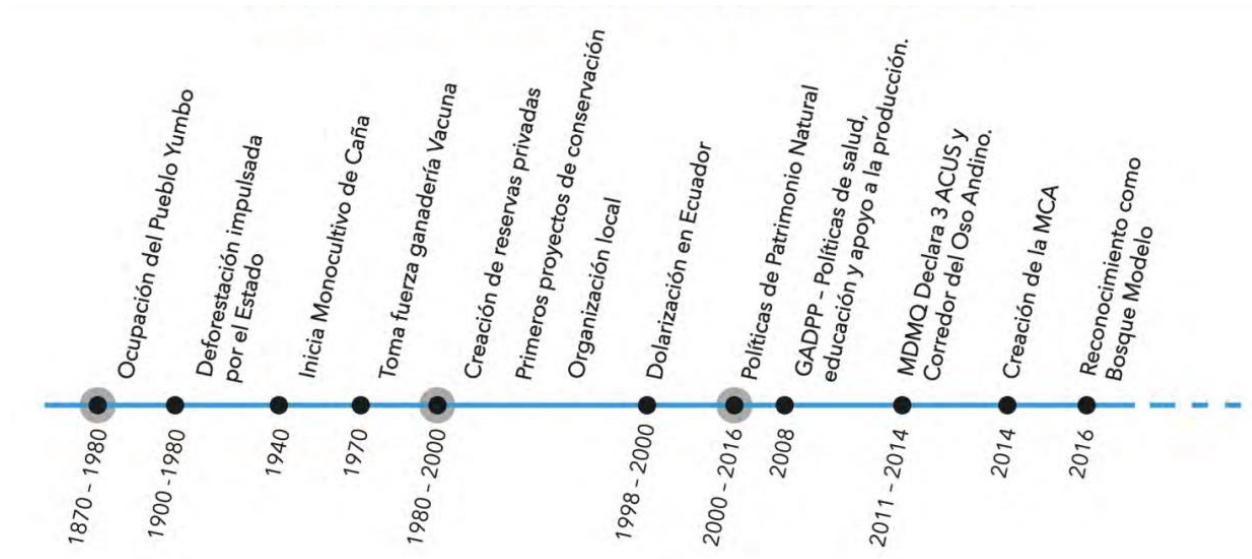 Ocupación del Pueblo Yumbo
Deforestación impulsada
por el Estado
Inicia Monocultivo de Caña
Toma fuerza ganadería Vacuna
Creación de reservas privadas
Primeros proyectos de conservación
Organización local
Dolarización en Ecuador
Políticas de Patrimonio Natural
GADPP - Políticas de salud,
educación y apoyo a la producción.
MDMQ Declara 3 ACUS y
Corredor del Oso Andino.
Creación de la MCA
Reconocimiento como
Bosque Modelo
1870 - 1980
1900 -1980
1940
1970
1980 - 2000
1998 - 2000
2000 - 2016
2008
2011 - 2014
2014
2016